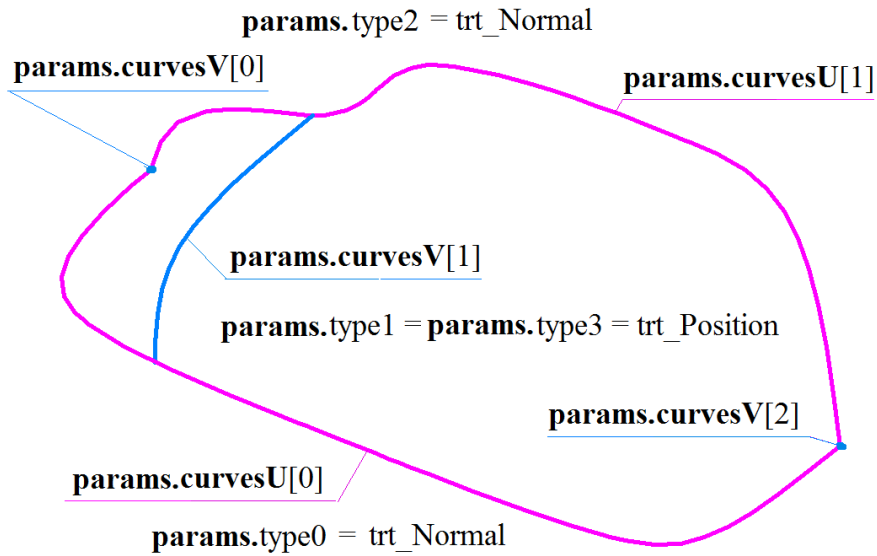 params.type2 = trt_Normal
params.curvesV[0]
params.curvesU[1]
params.curvesV[1]
params.type1 = params.type3 = trt_Position
params.curvesV[2]
params.curvesU[0]
params.type0 = trt_Normal